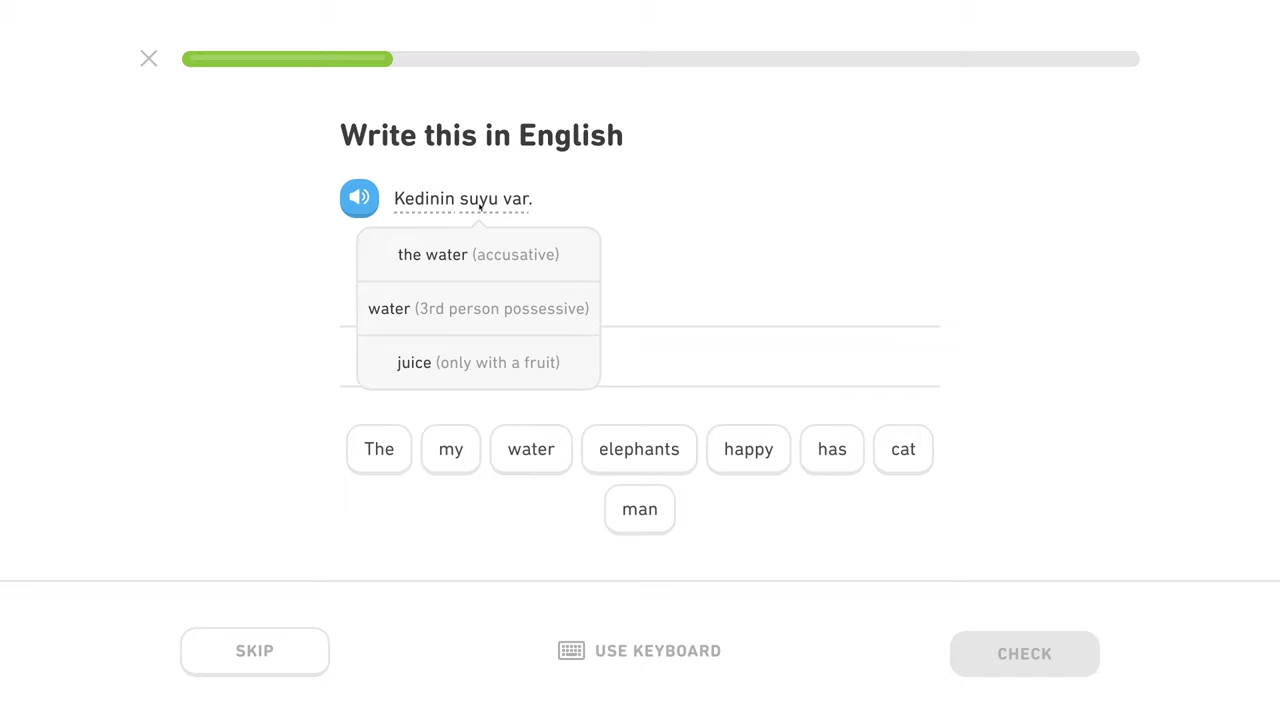 Write this in English
Kedinin suyu var.
the water (accusative)
water (3rd person possessive)
juice (only with a fruit)
The my water elephants happy has cat
man
SKIP USE KEYBOARD CHECK